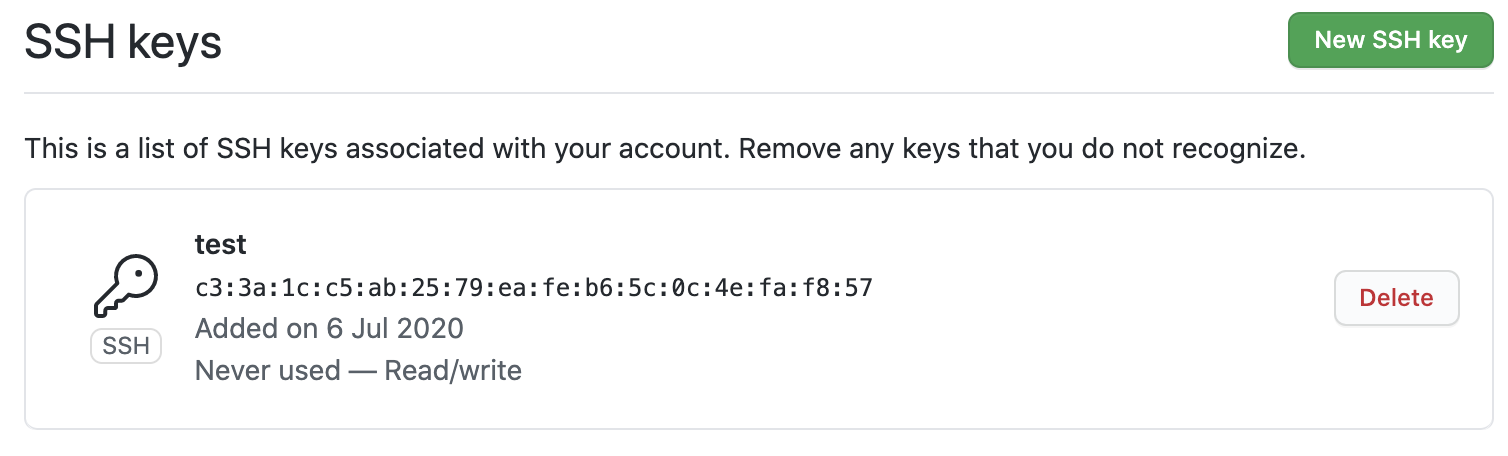 SSH keys
New SSH key
This is a list of SSH keys associated with your account. Remove any keys that you do not recognize.
test
c3:3a:1c:c5:ab:25:79:ea:fe:b6:5c:0c:4e:fa:f8:57
Added on 6 Jul 2020
Never used — Read/write
SSH
Delete